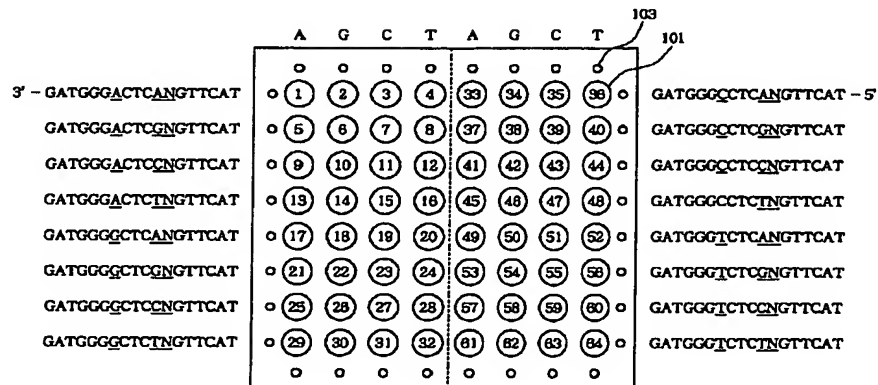 103
101
A G C T A G C T
3' - GATGGGACTCANGTTCAT 1 2 3 4 33 34 35 36 GATGGGCCTCANGTTCAT - 5'
GATGGGACTCGNGTTCAT 5 6 7 8 37 38 39 40 GATGGGCCTCGNGTTCAT
GATGGGACTCCNGTTCAT 9 10 11 12 41 42 43 44 GATGGGCCTCCNGTTCAT
GATGGGACTCTNGTTCAT 13 14 15 16 45 46 47 48 GATGGGCCTCTNGTTCAT
GATGGGGCTCANGTTCAT 17 18 19 20 49 50 51 52 GATGGGTCTCANGTTCAT
GATGGGGCTCGNGTTCAT 21 22 23 24 53 54 55 56 GATGGGTCTCGNGTTCAT
GATGGGGCTCCNGTTCAT 25 26 27 28 57 58 59 60 GATGGGTCTCCNGTTCAT
GATGGGGCTCTNGTTCAT 29 30 31 32 61 62 63 64 GATGGGTCTCTNGTTCAT